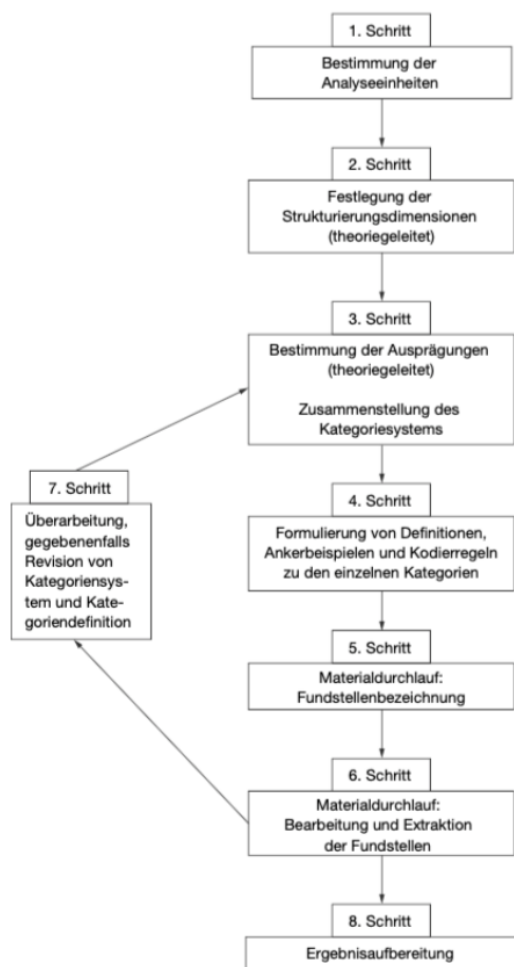 1. Schritt
Bestimmung der
Analyseeinheiten
2. Schritt
Festlegung der
Strukturierungsdimensionen
(theoriegeleitet)
3. Schritt
Bestimmung der Ausprägungen
(theoriegeleitet)
Zusammenstellung des
Kategoriesystems
4. Schritt
Formulierung von Definitionen,
Ankerbeispielen und Kodierregeln
zu den einzelnen Kategorien
5. Schritt
Materialdurchlauf:
Fundstellenbezeichnung
6. Schritt
Materialdurchlauf:
Bearbeitung und Extraktion
der Fundstellen
7. Schritt
Überarbeitung,
gegebenenfalls
Revision von
Kategoriensys-
tem und Kate-
goriendefinition
8. Schritt
Ergebnisaufbereitung